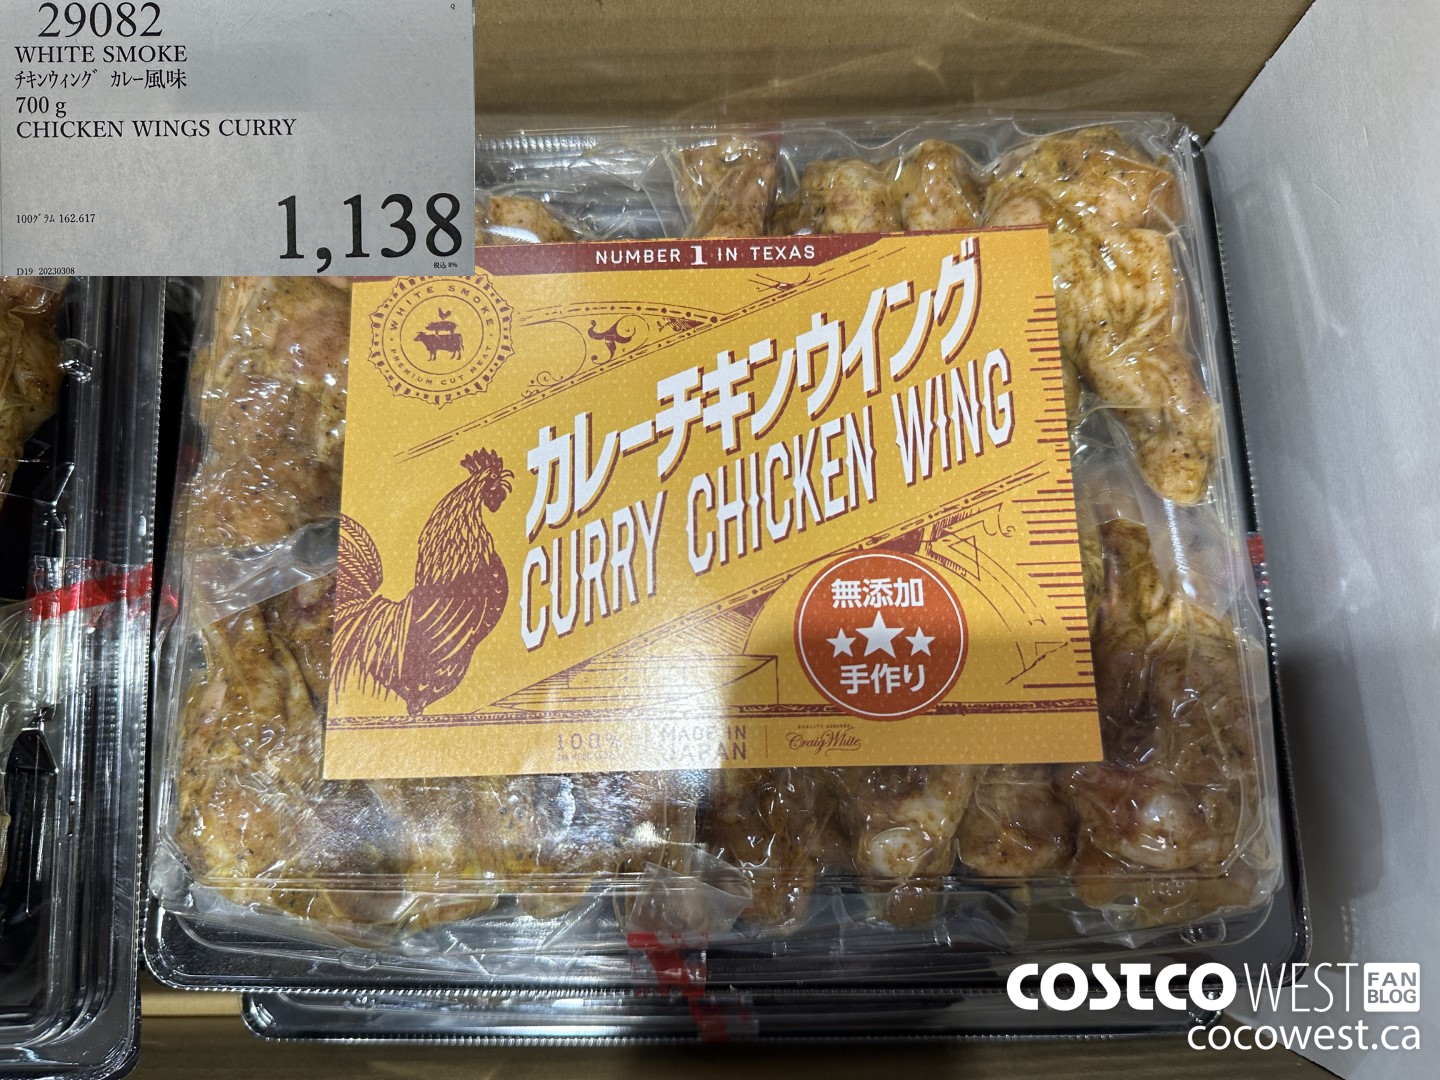 29082
WHITE SMOKE
チキンウィング カレー風味
700 g
CHICKEN WINGS CURRY
1,138
100グラム 162.617
税込 8%
D19 20230308
NUMBER 1 IN TEXAS
WHITE SMOKE
PREMIUM CUT MEAT
カレーチキンウイング
CURRY CHICKEN WING
無添加
手作り
100%
MADE IN
JAPAN
QUALITY ASSURED
Craig White
COSTCO WEST FAN
BLOG
cocowest.ca